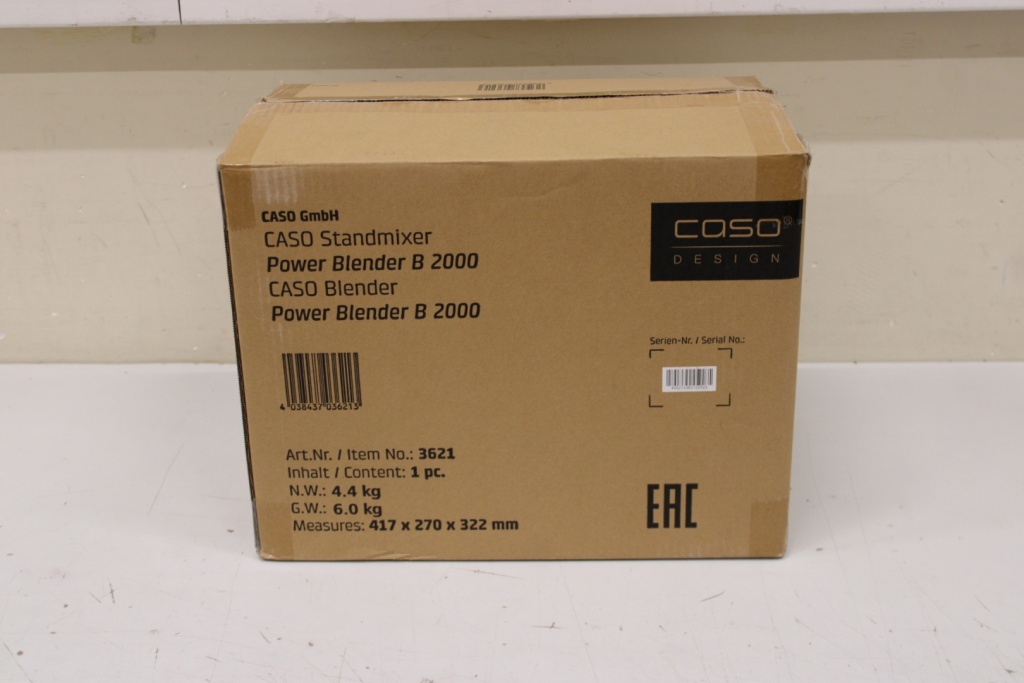 CASO GmbH
CASO Standmixer
Power Blender B 2000
CASO Blender
Power Blender B 2000
caso®
DESIGN
Serien-Nr. / Serial No.:
4 038437 036213
Art.Nr. / Item No.: 3621
Inhalt / Content: 1 pc.
N.W.: 4.4 kg
G.W.: 6.0 kg
Measures: 417 x 270 x 322 mm
EAC